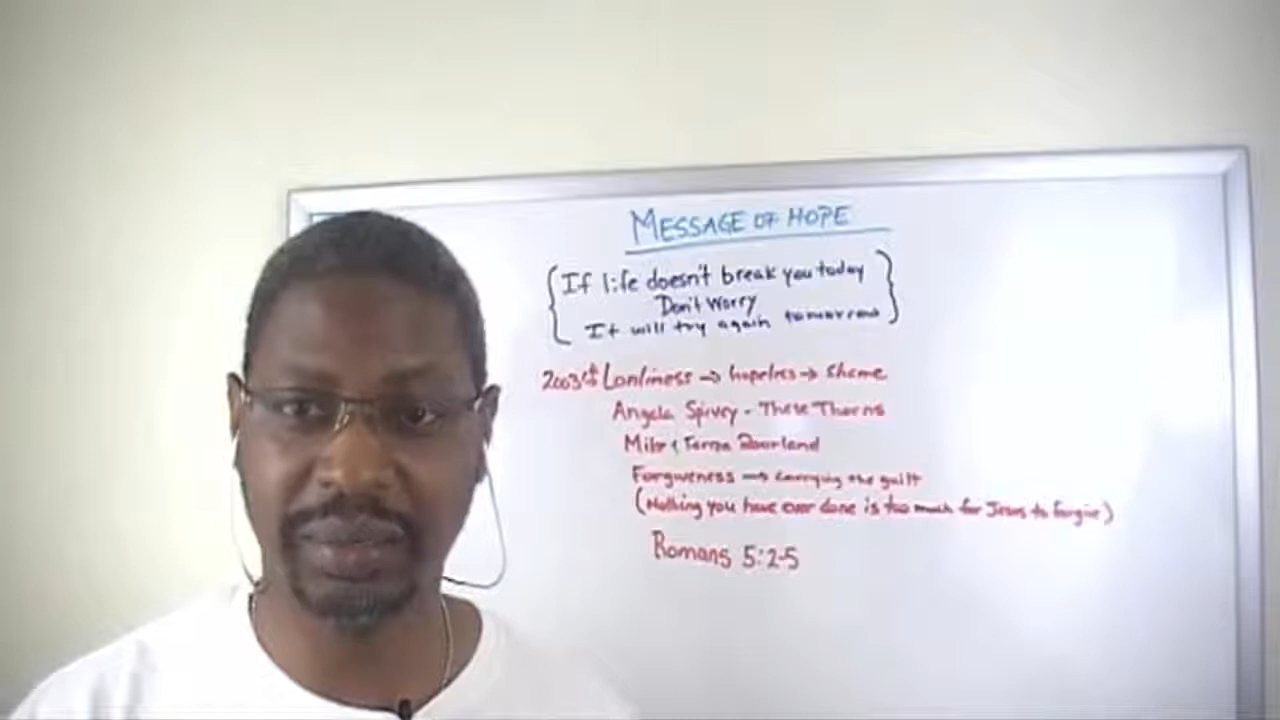 MESSAGE OF HOPE
If life doesn't break you today
Don't Worry
It will try again tomorrow
Lonliness → hopeless → Shame
Angela Spivey - These Thorns
Forgiveness → carrying the guilt
(Nothing you have ever done is too much for Jesus to forgive)
Romans 5:2-5